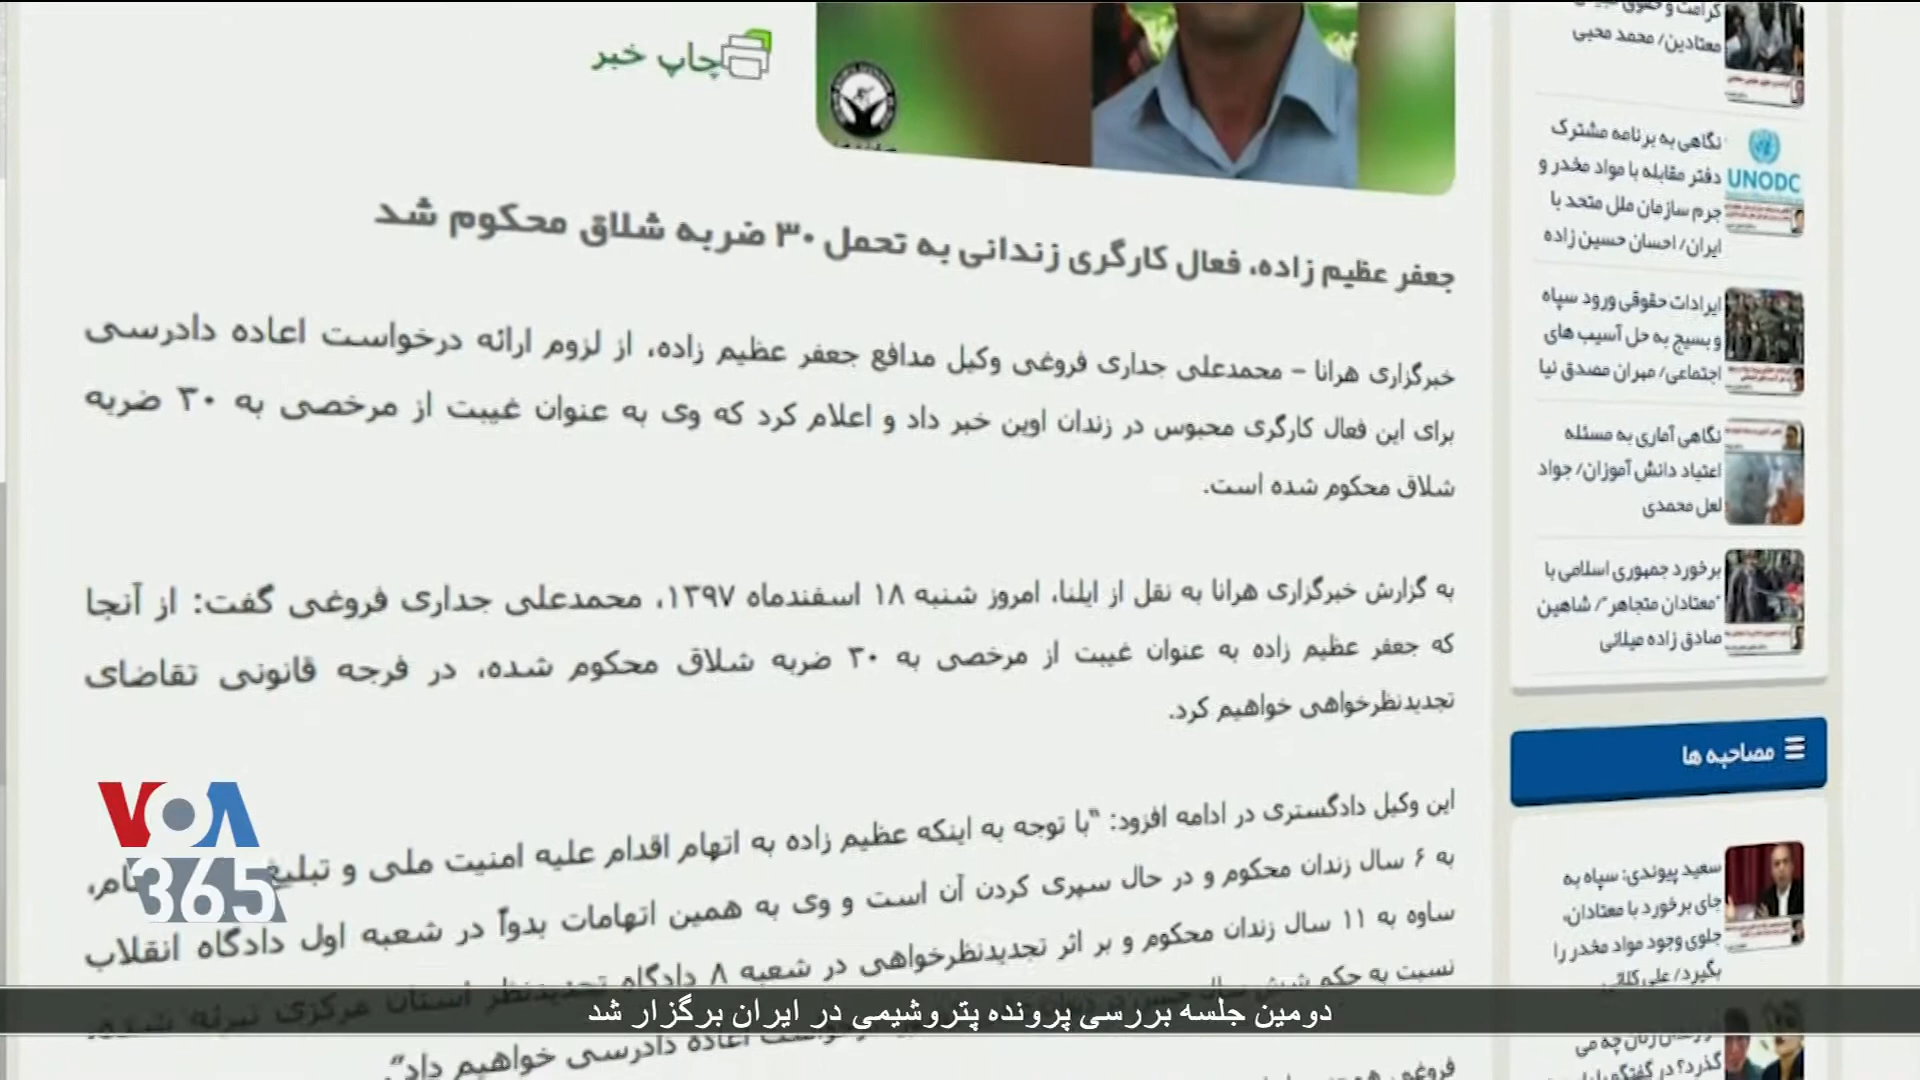 چاپ خبر
جعفر عظیم زاده، فعال کارگری زندانی به تحمل ۳۰ ضربه شلاق محکوم شد
خبرگزاری هرانا – محمدعلی جداری فروغی وکیل مدافع جعفر عظیم زاده، از لزوم ارائه درخواست اعاده دادرسی
برای این فعال کارگری محبوس در زندان اوین خبر داد و اعلام کرد که وی به عنوان غیبت از مرخصی به ۳۰ ضربه
شلاق محکوم شده است.
به گزارش خبرگزاری هرانا به نقل از ایلنا، امروز شنبه ۱۸ اسفندماه ۱۳۹۷، محمدعلی جداری فروغی گفت: از آنجا
که جعفر عظیم زاده به عنوان غیبت از مرخصی به ۳۰ ضربه شلاق محکوم شده، در فرجه قانونی تقاضای
تجدیدنظرخواهی خواهیم کرد.
این وکیل دادگستری در ادامه افزود: "با توجه به اینکه عظیم زاده به اتهام اقدام علیه امنیت ملی و
به ۶ سال زندان محکوم و در حال سپری کردن آن است و وی به همین اتهامات بدواً در شعبه اول دادگاه انقلاب
ساوه به ۱۱ سال زندان محکوم و بر اثر تجدیدنظرخواهی در شعبه ۸ دادگاه تجدیدنظر استان مرکزی تبرئه شده،
نسبت به حکم شش سال
اعاده دادرسی خواهیم داد".
معتادین/ محمد محبی
نگاهی به برنامه مشترک
دفتر مقابله با مواد مخدر و
جرم سازمان ملل متحد با
ایران/ احسان حسین زاده
UNODC
ایرادات حقوقی ورود سپاه
و بسیج به حل آسیب های
اجتماعی/ مهران مصدق نیا
نگاهی آماری به مسئله
اعتیاد دانش آموزان/ جواد
لعل محمدی
برخورد جمهوری اسلامی با
"معتادان متجاهر"/ شاهین
صادق زاده میلانی
مصاحبه ها
سعید پیوندی: سپاه به
جای برخورد با معتادان،
جلوی وجود مواد مخدر را
بگیرد/ علی کلائی
VOA
365
دومین جلسه بررسی پرونده پتروشیمی در ایران برگزار شد